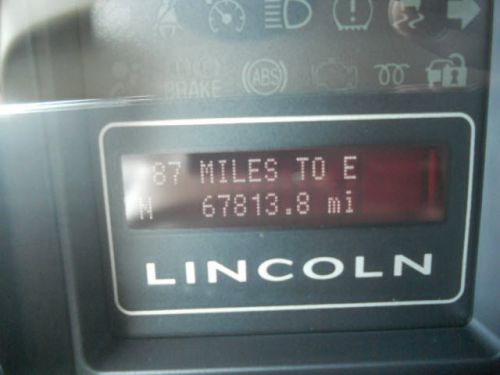 ABS
BRAKE
87 MILES TO E
M 67813.8 mi
LINCOLN